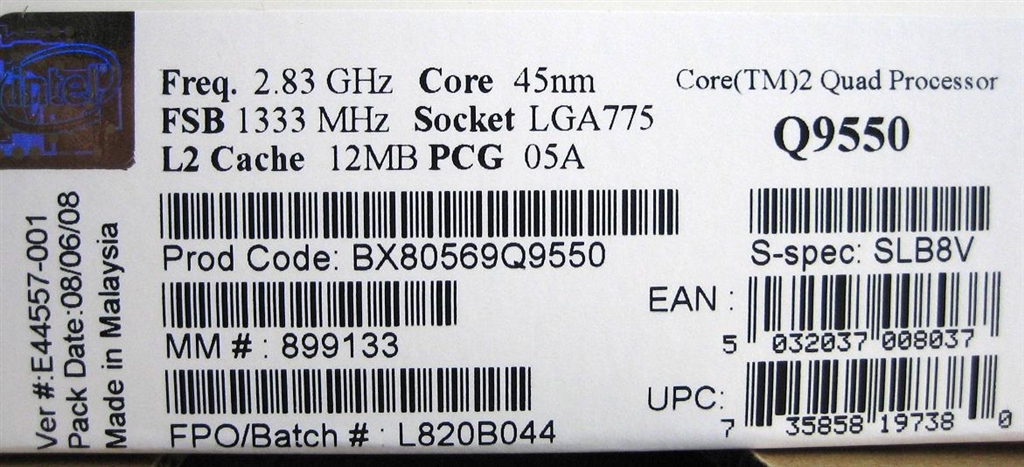 intel
Freq. 2.83 GHz Core 45nm
FSB 1333 MHz Socket LGA775
L2 Cache 12MB PCG 05A
Core(TM)2 Quad Processor
Q9550
Prod Code: BX80569Q9550
S-spec: SLB8V
MM # : 899133
EAN :
5 032037 008037
FPO/Batch # : L820B044
UPC:
7 35858 19738 0
Ver #:E44557-001
Pack Date:08/06/08
Made in Malaysia